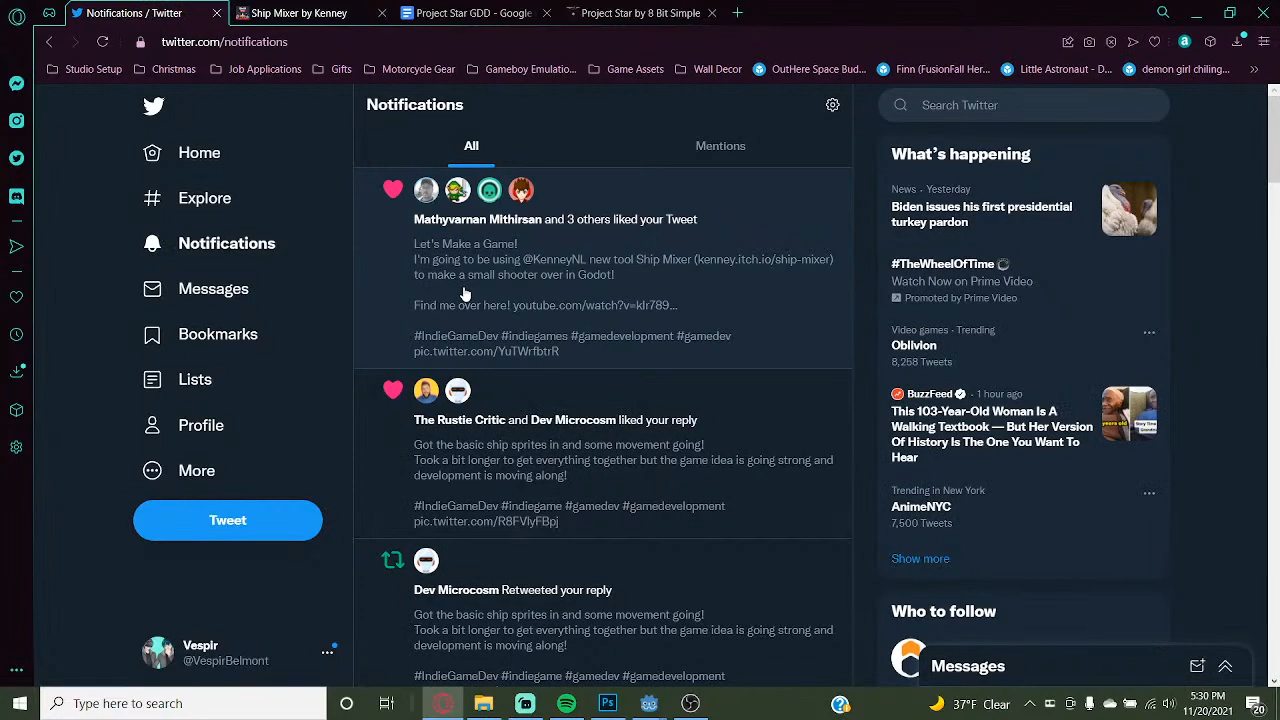 Notifications / Twitter
Ship Mixer by Kenney
Project Star GDD - Google
Project Star by 8 Bit Simple
twitter.com/notifications
Studio Setup
Christmas
Job Applications
Gifts
Motorcycle Gear
Gameboy Emulatio...
Game Assets
Wall Decor
OutHere Space Bud...
Finn (FusionFall Her...
Little Astronaut - D...
demon girl chiling...
Home
Explore
Notifications
Messages
Bookmarks
Lists
Profile
More
Tweet
Vespir
@VespirBelmont
Notifications
All
Mentions
Mathyvarnan Mithirsan and 3 others liked your Tweet
Let's Make a Game!
I'm going to be using @KenneyNL new tool Ship Mixer (kenney.itch.io/ship-mixer)
to make a small shooter over in Godot!
Find me over here! youtube.com/watch?v=klr789...
#IndieGameDev #indiegames #gamedevelopment #gamedev
pic.twitter.com/YuTWrfbtrR
The Rustie Critic and Dev Microcosm liked your reply
Got the basic ship sprites in and some movement going!
Took a bit longer to get everything together but the game idea is going strong and
development is moving along!
#IndieGameDev #indiegame #gamedev #gamedevelopment
pic.twitter.com/R8FVlyFBpj
Dev Microcosm Retweeted your reply
Got the basic ship sprites in and some movement going!
Took a bit longer to get everything together but the game idea is going strong and
development is moving along!
#IndieGameDev #indiegame #gamedev #gamedevelopment
Search Twitter
What's happening
News · Yesterday
Biden issues his first presidential
turkey pardon
#TheWheelOfTime
Watch Now on Prime Video
Promoted by Prime Video
Video games · Trending
Oblivion
8,258 Tweets
BuzzFeed · 1 hour ago
This 103-Year-Old Woman Is A
Walking Textbook — But Her Version
Of History Is The One You Want To
Hear
Trending in New York
AnimeNYC
7,500 Tweets
Show more
Who to follow
Messages
Type here to search
Ps
37°F Clear
5:30 PM
11/20/2021
20